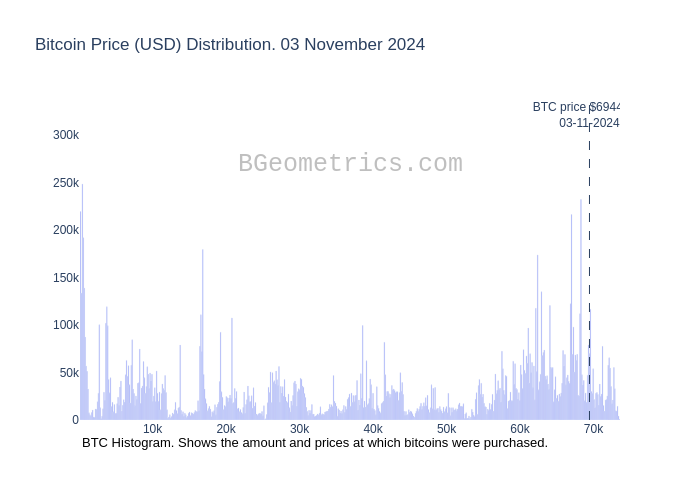 Bitcoin Price (USD) Distribution. 03 November 2024
BTC price $6944
03-11-2024
300k
BGeometrics.com
250k
200k
150k
100k
50k
0
10k 20k 30k 40k 50k 60k 70k
BTC Histogram. Shows the amount and prices at which bitcoins were purchased.